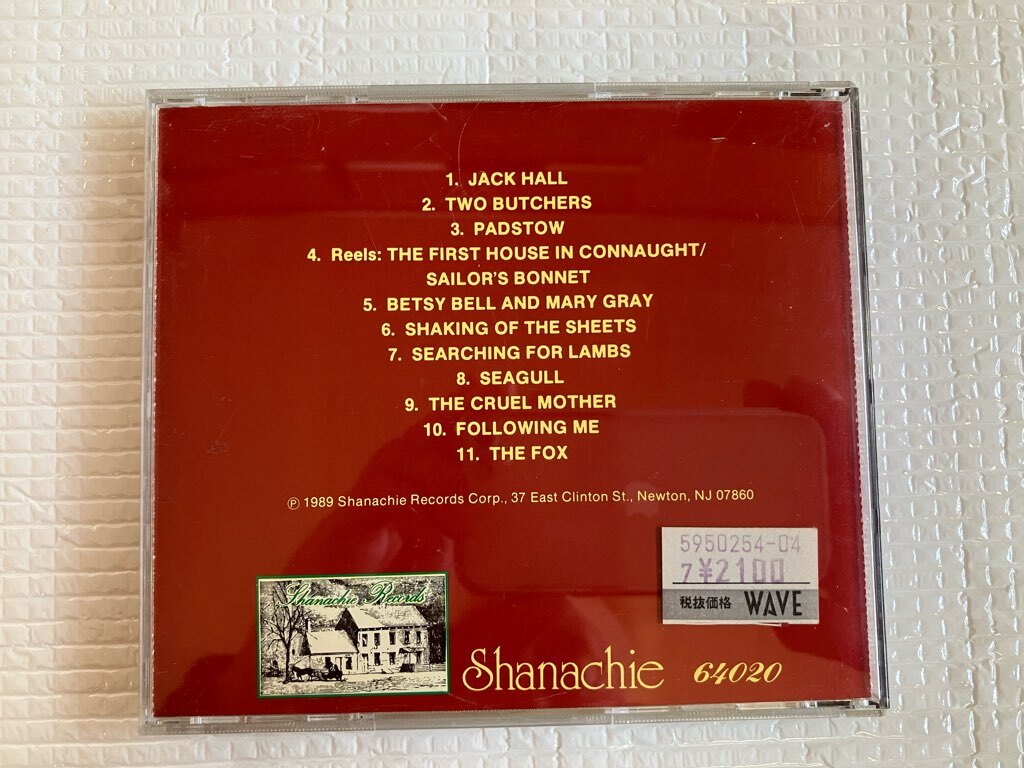 1. JACK HALL
2. TWO BUTCHERS
3. PADSTOW
4. Reels: THE FIRST HOUSE IN CONNAUGHT/
SAILOR'S BONNET
5. BETSY BELL AND MARY GRAY
6. SHAKING OF THE SHEETS
7. SEARCHING FOR LAMBS
8. SEAGULL
9. THE CRUEL MOTHER
10. FOLLOWING ME
11. THE FOX
℗ 1989 Shanachie Records Corp., 37 East Clinton St., Newton, NJ 07860
5950254-04
7 ¥2100
税抜価格 WAVE
Shanachie Records
Shanachie 64020